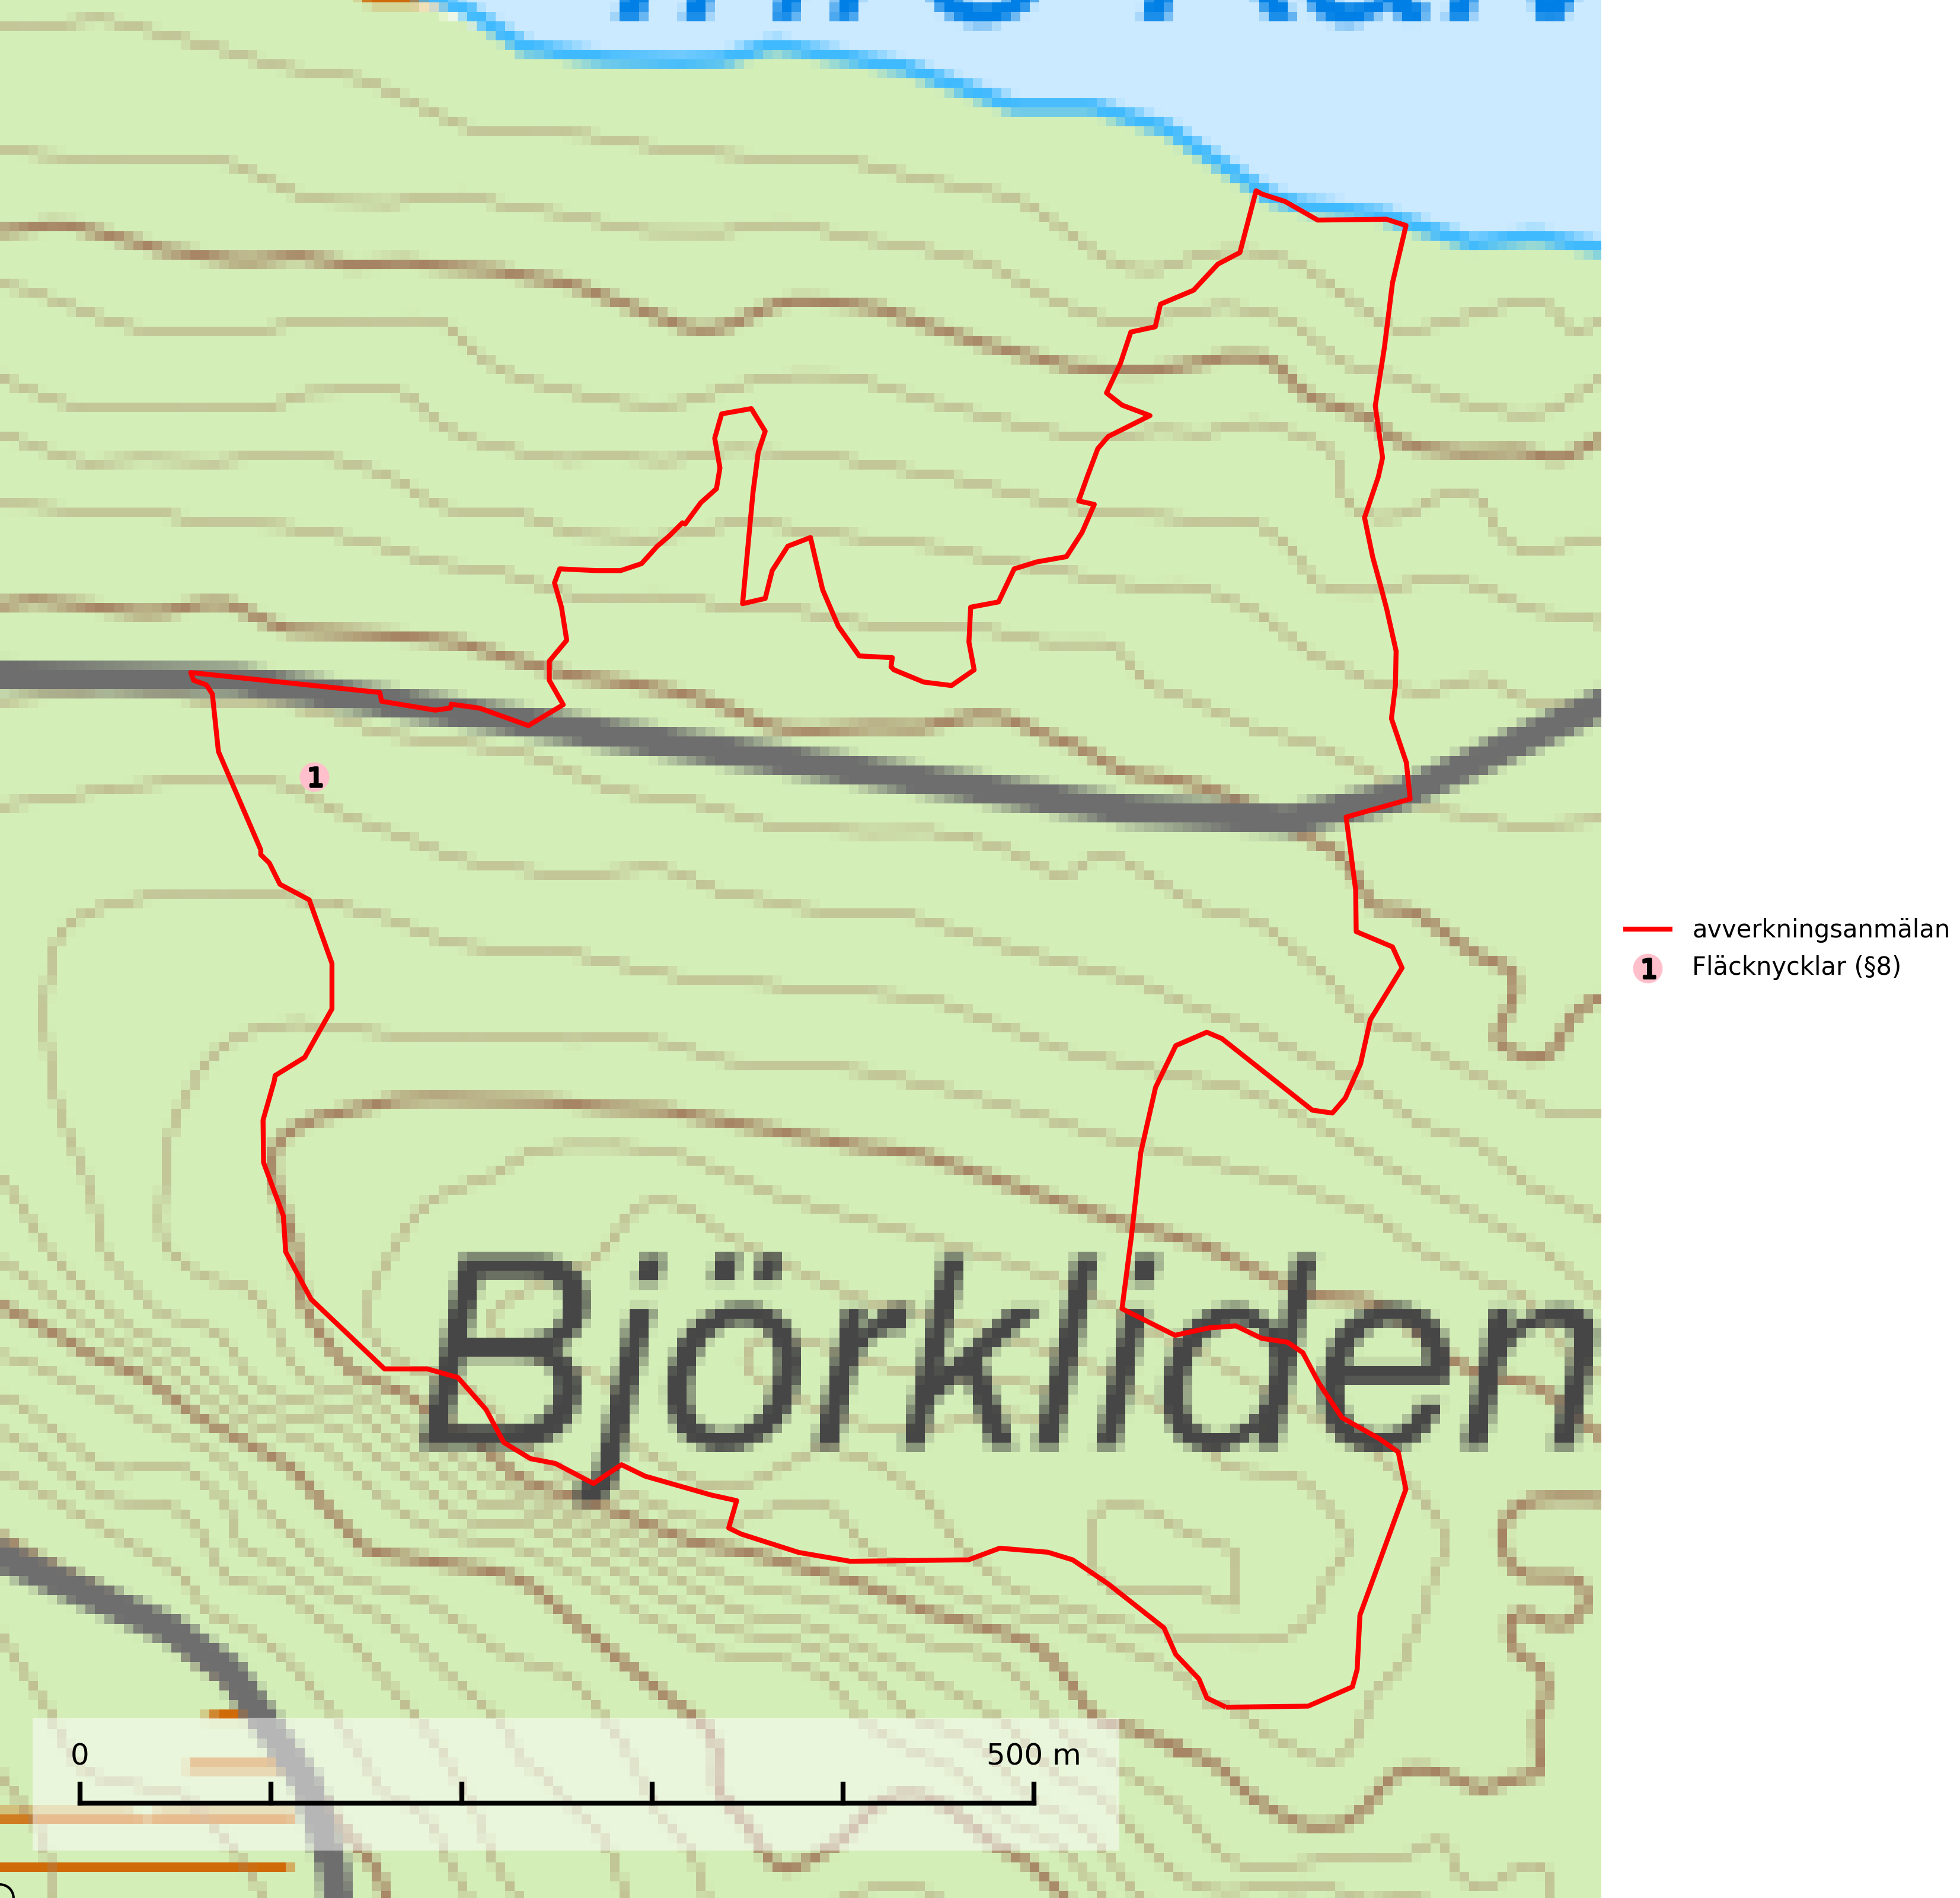 1
avverkningsanmälan
1 Fläcknycklar (§8)
Björkliden
0 500 m